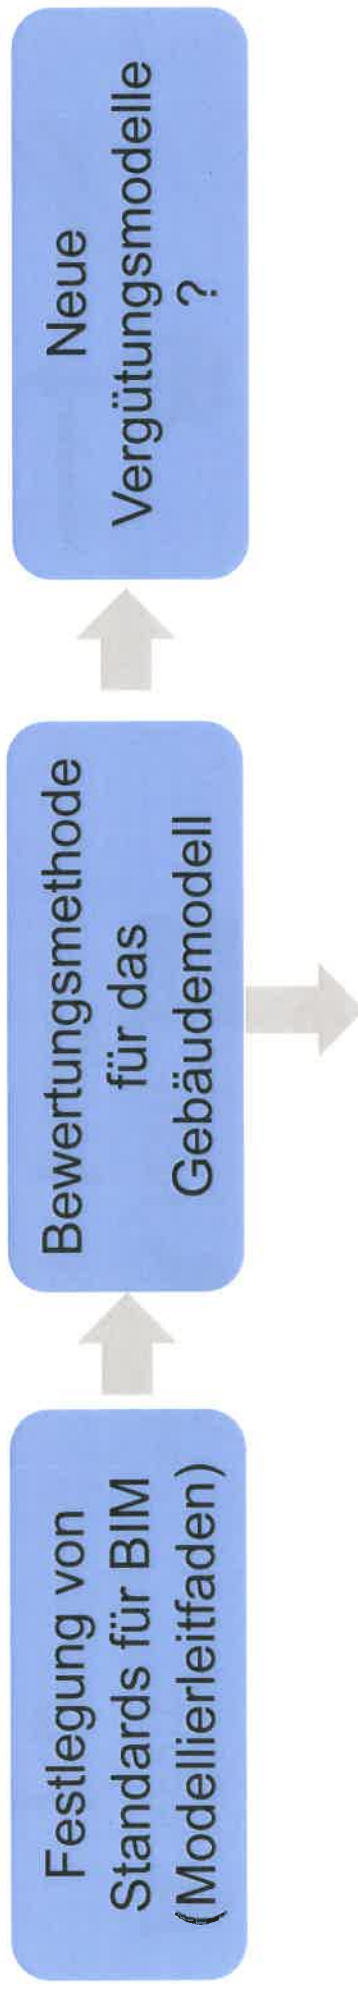 Festlegung von
Standards für BIM
(Modellierleitfaden)
Bewertungsmethode
für das
Gebäudemodell
Neue
Vergütungsmodelle
?